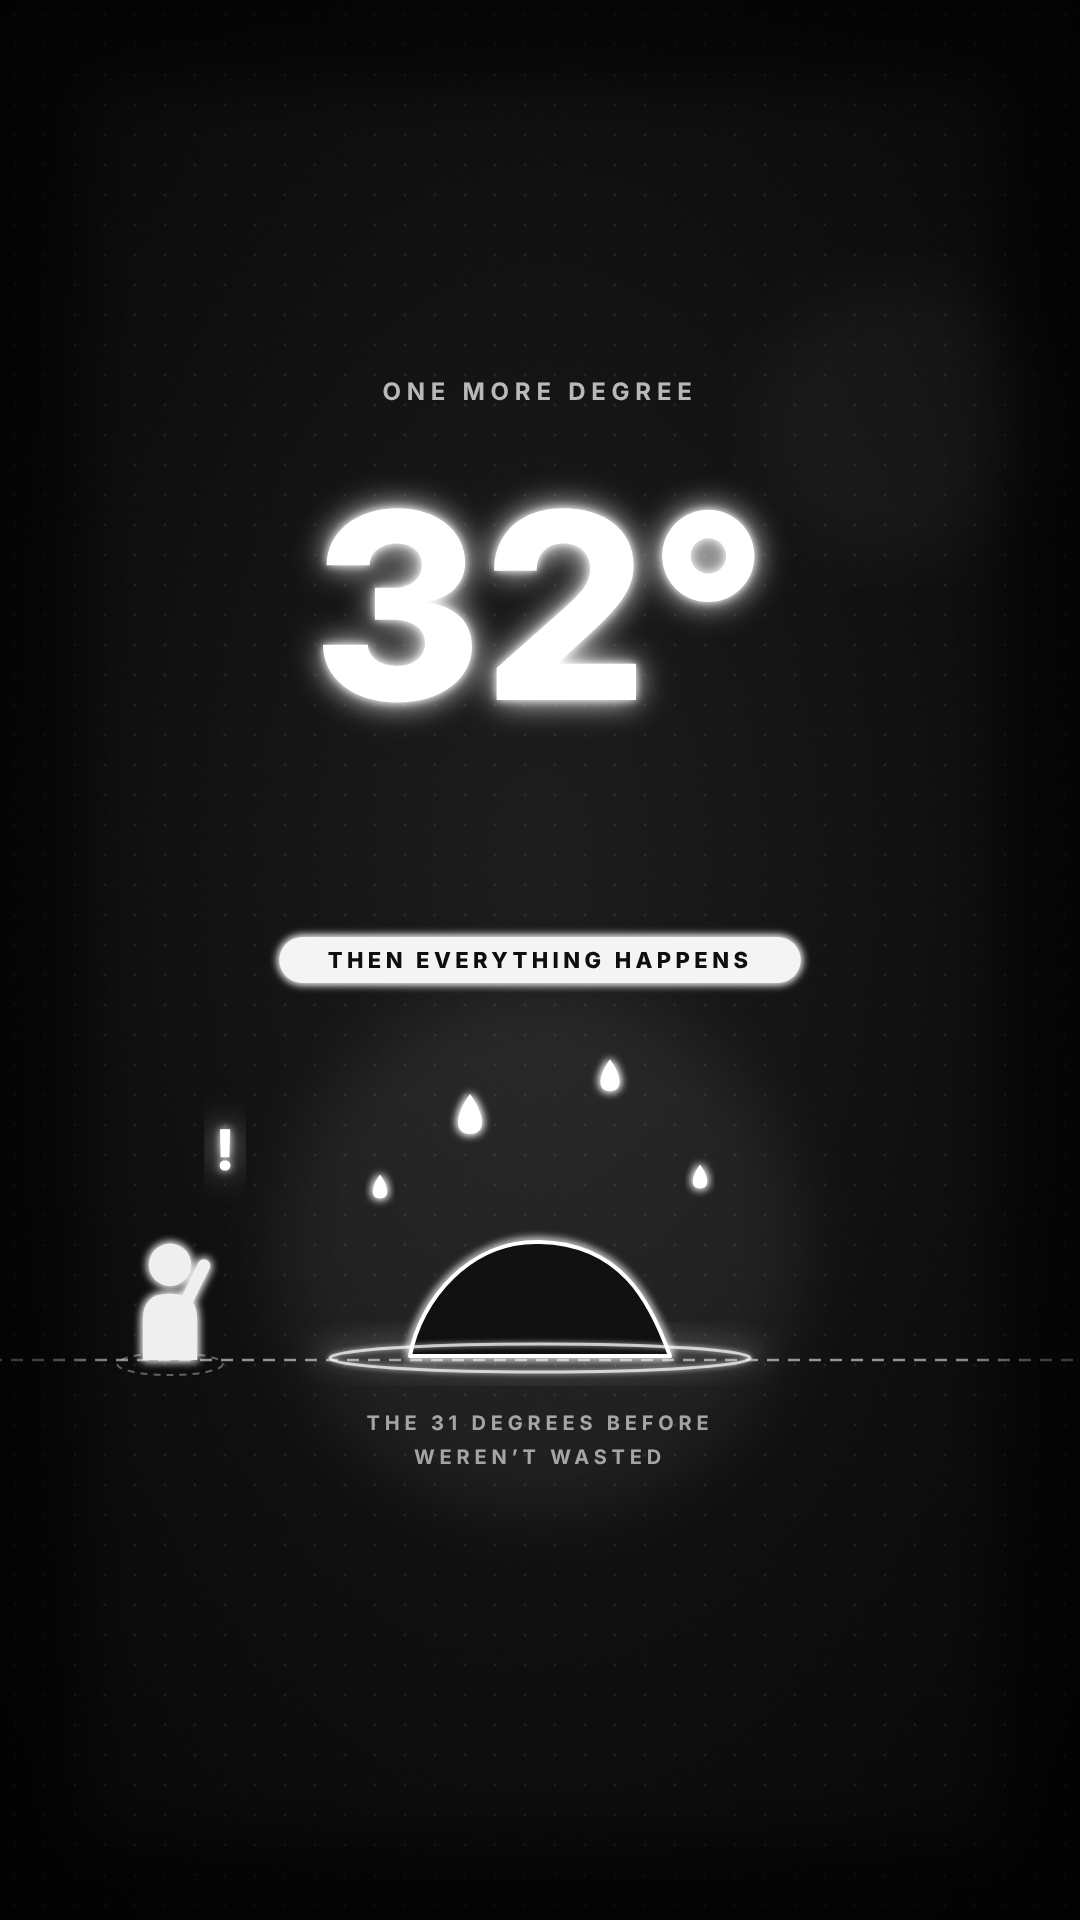 ONE MORE DEGREE
32°
THEN EVERYTHING HAPPENS
!
THE 31 DEGREES BEFORE
WEREN’T WASTED